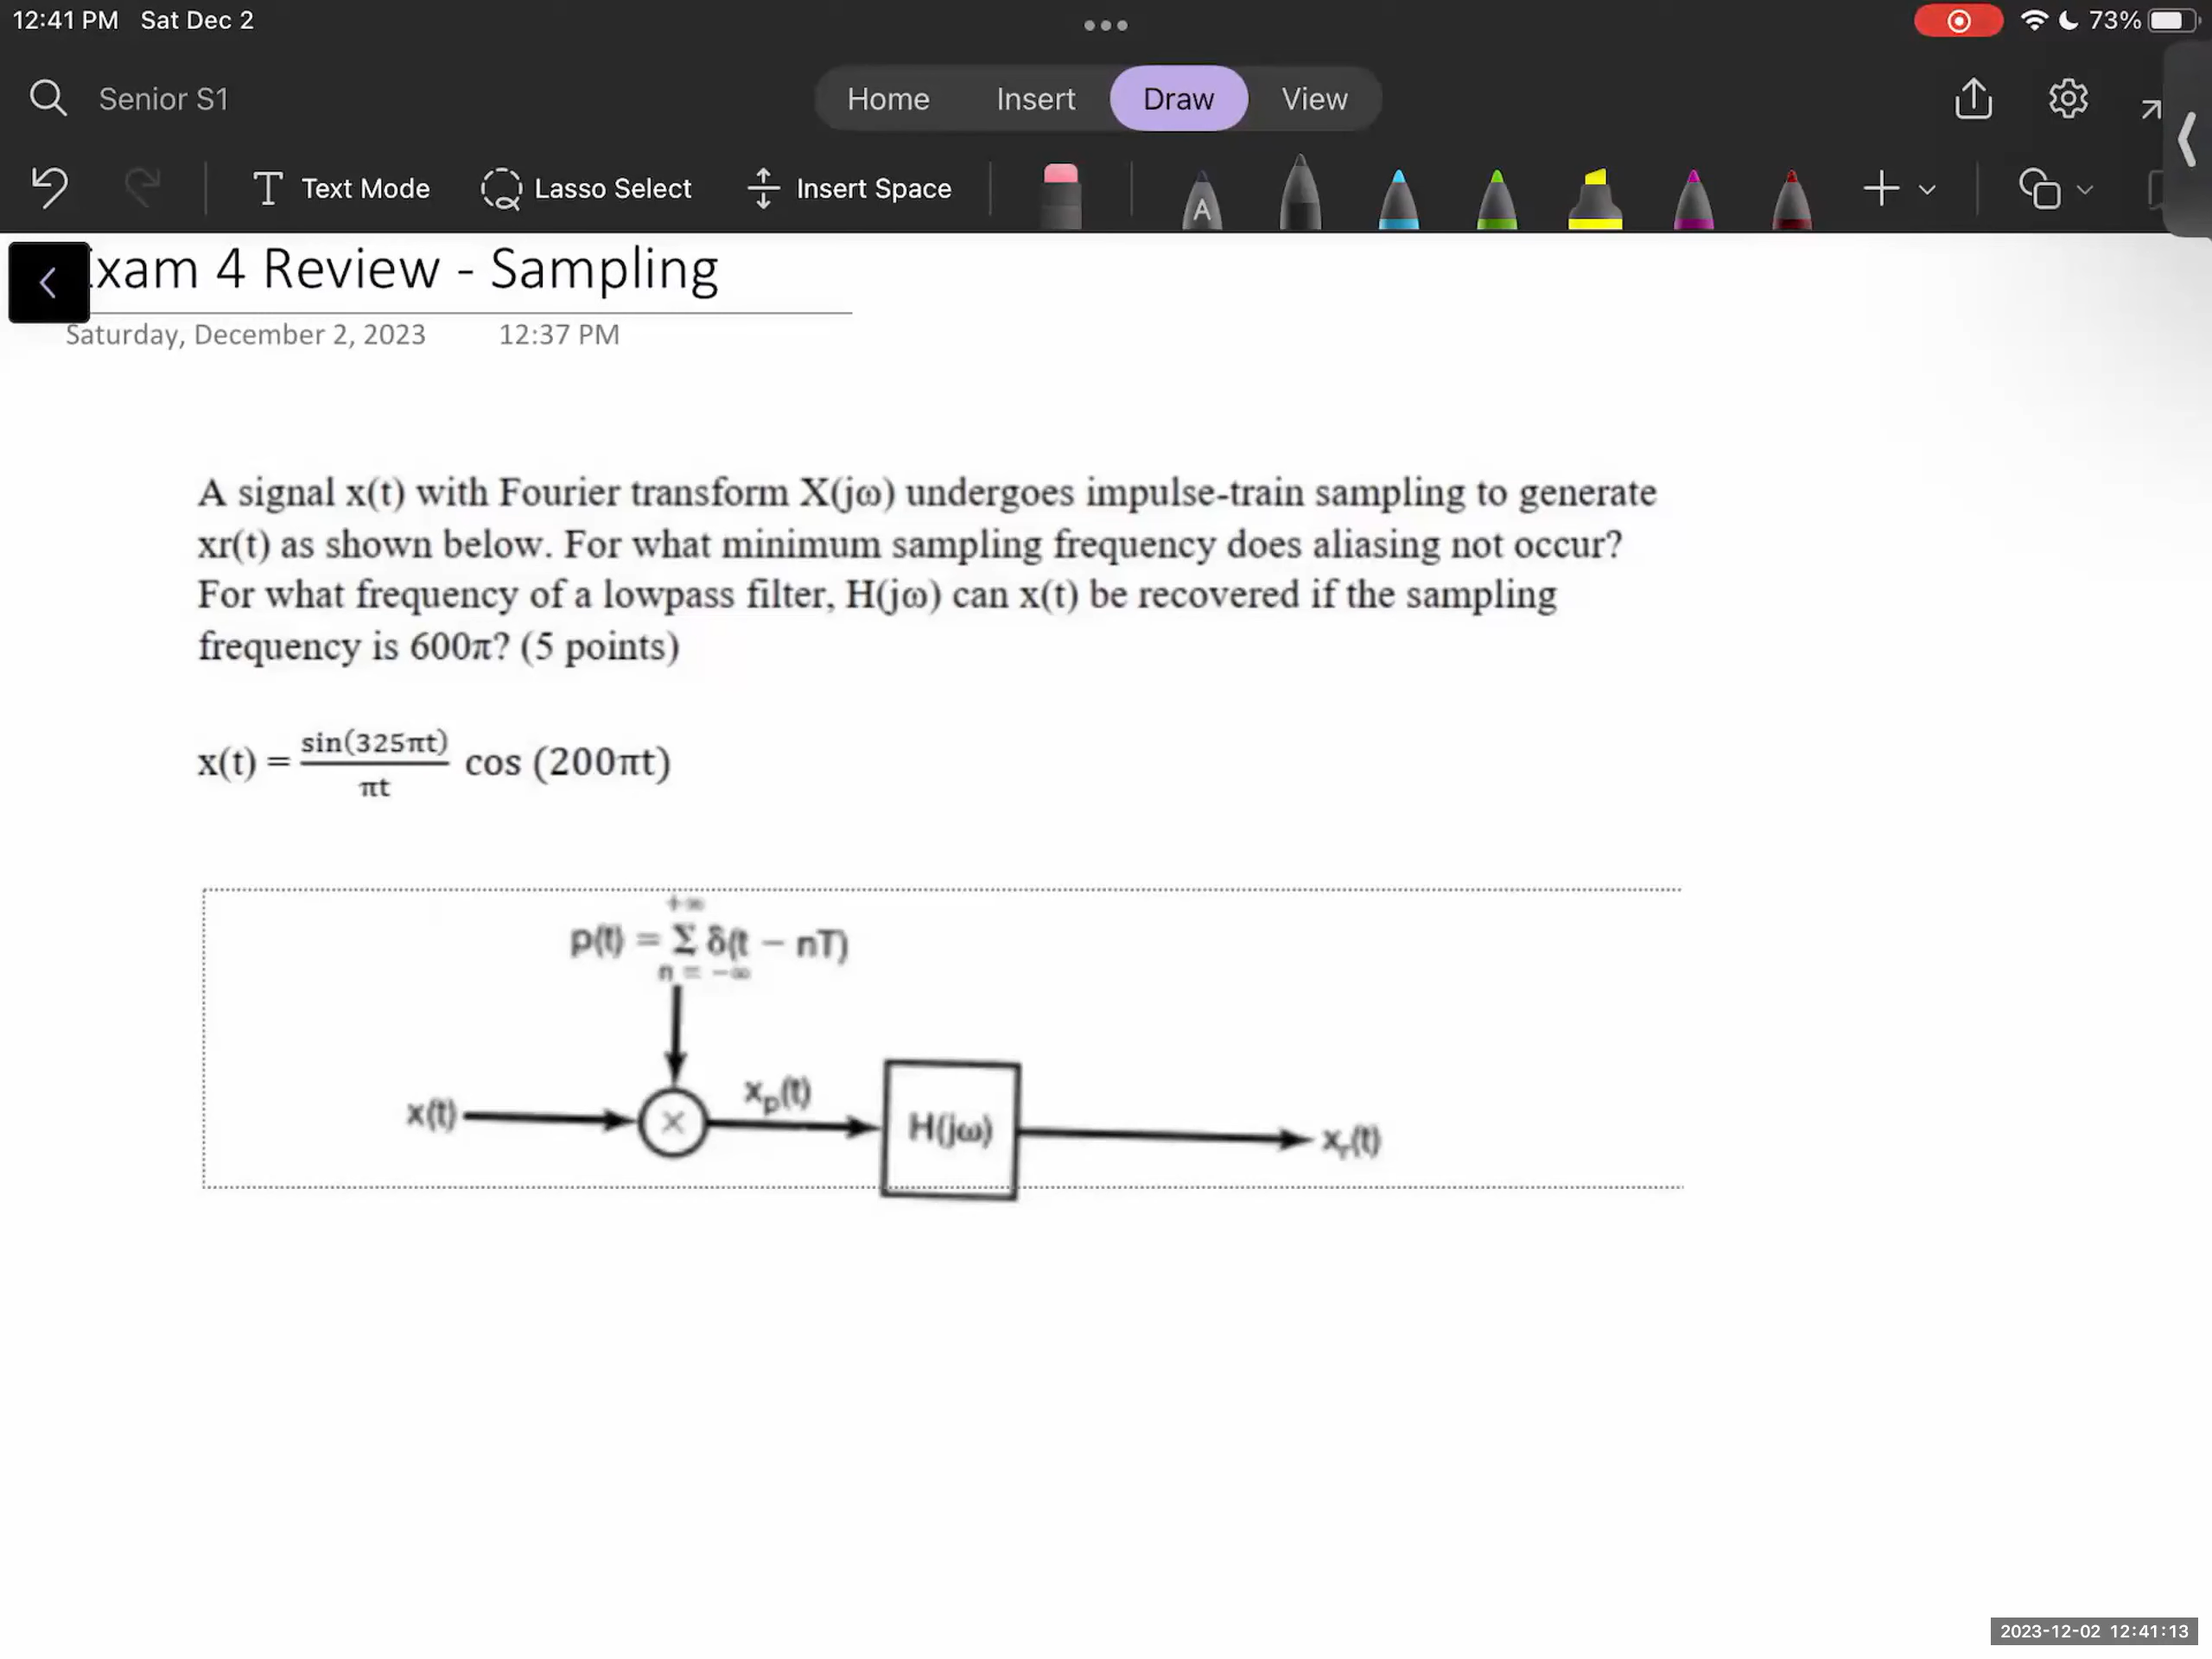 12:41 PM Sat Dec 2
73%
Senior S1
Home Insert Draw View
Text Mode Lasso Select Insert Space
A
xam 4 Review - Sampling
Saturday, December 2, 2023 12:37 PM
A signal x(t) with Fourier transform X(jω) undergoes impulse-train sampling to generate
xr(t) as shown below. For what minimum sampling frequency does aliasing not occur?
For what frequency of a lowpass filter, H(jω) can x(t) be recovered if the sampling
frequency is 600π? (5 points)
x(t) = sin(325πt)/πt cos (200πt)
+∞
p(t) = Σ δ(t − nT)
n = −∞
x(t) × xp(t) H(jω) xr(t)
2023-12-02 12:41:13